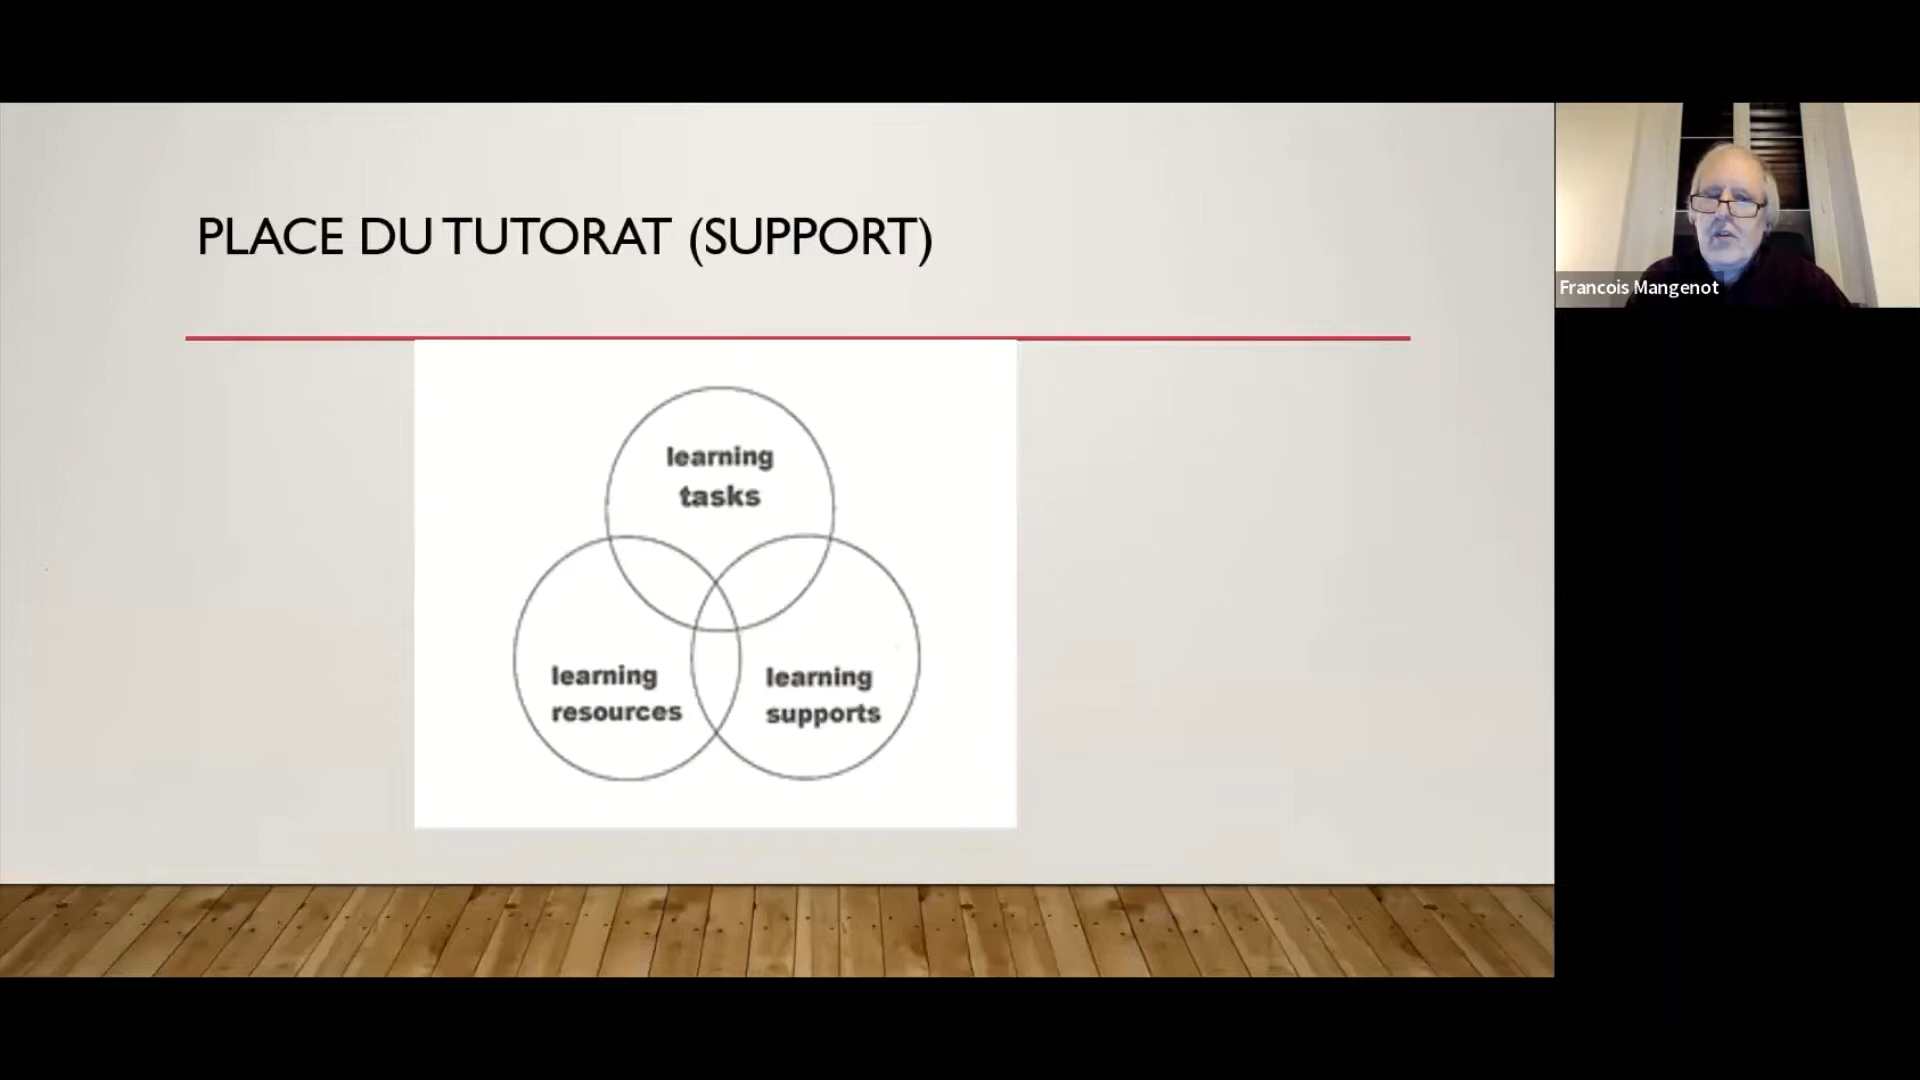 PLACE DU TUTORAT (SUPPORT)
learning
tasks
learning
resources
learning
supports
Francois Mangenot